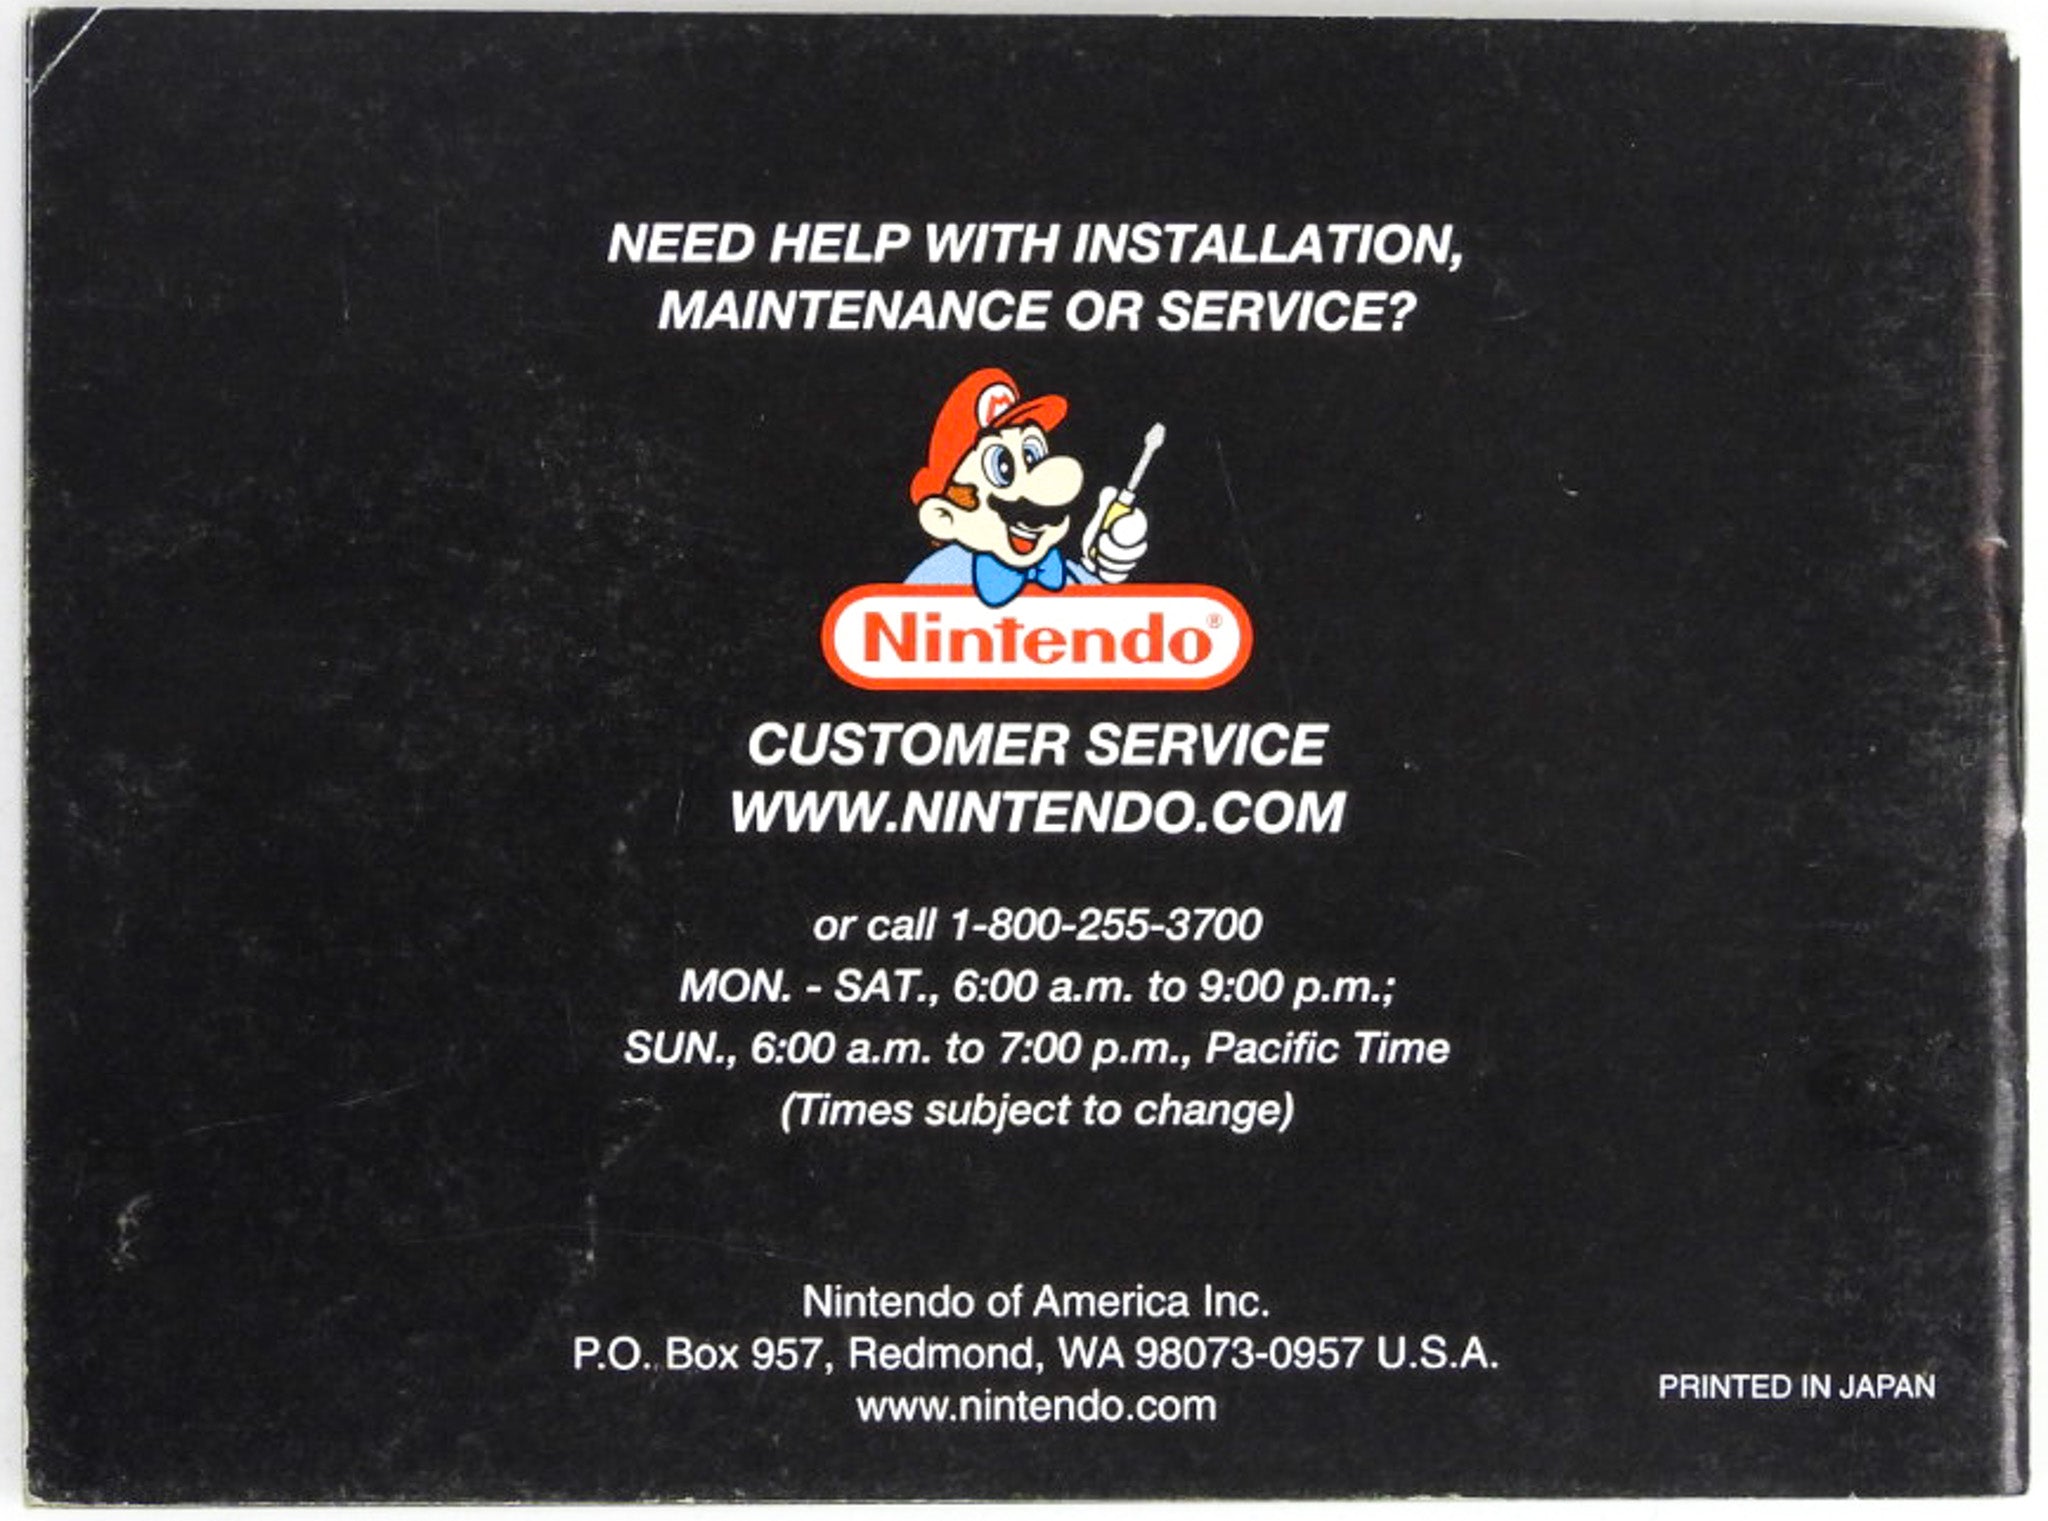 NEED HELP WITH INSTALLATION,
MAINTENANCE OR SERVICE?
M
Nintendo®
CUSTOMER SERVICE
WWW.NINTENDO.COM
or call 1-800-255-3700
MON. - SAT., 6:00 a.m. to 9:00 p.m.;
SUN., 6:00 a.m. to 7:00 p.m., Pacific Time
(Times subject to change)
Nintendo of America Inc.
P.O. Box 957, Redmond, WA 98073-0957 U.S.A.
www.nintendo.com
PRINTED IN JAPAN